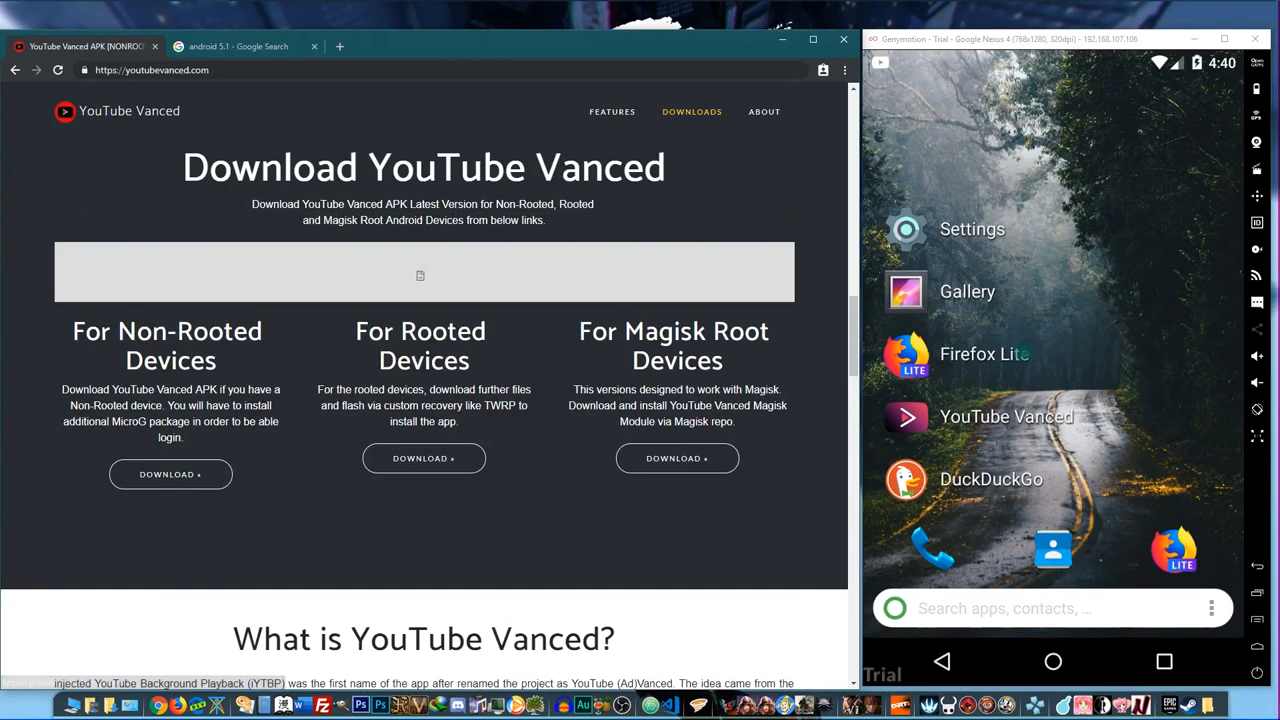 YouTube Vanced APK [NONROO
android 5.1 - Google Search
https://youtubevanced.com
YouTube Vanced
FEATURES
DOWNLOADS
ABOUT
Download YouTube Vanced
Download YouTube Vanced APK Latest Version for Non-Rooted, Rooted
and Magisk Root Android Devices from below links.
For Non-Rooted
Devices
Download YouTube Vanced APK if you have a
Non-Rooted device. You will have to install
additional MicroG package in order to be able
login.
DOWNLOAD »
For Rooted
Devices
For the rooted devices, download further files
and flash via custom recovery like TWRP to
install the app.
DOWNLOAD »
For Magisk Root
Devices
This versions designed to work with Magisk.
Download and install YouTube Vanced Magisk
Module via Magisk repo.
DOWNLOAD »
What is YouTube Vanced?
injected YouTube Background Playback (iYTBP) was the first name of the app after renamed the project as YouTube (Ad)Vanced. The idea came from the
Genymotion - Trial - Google Nexus 4 (768x1280, 320dpi) - 192.168.107.106
4:40
Settings
Gallery
Firefox Lite
LITE
YouTube Vanced
DuckDuckGo
LITE
Search apps, contacts, ...
Trial
Open
GAPPS
GPS
ID